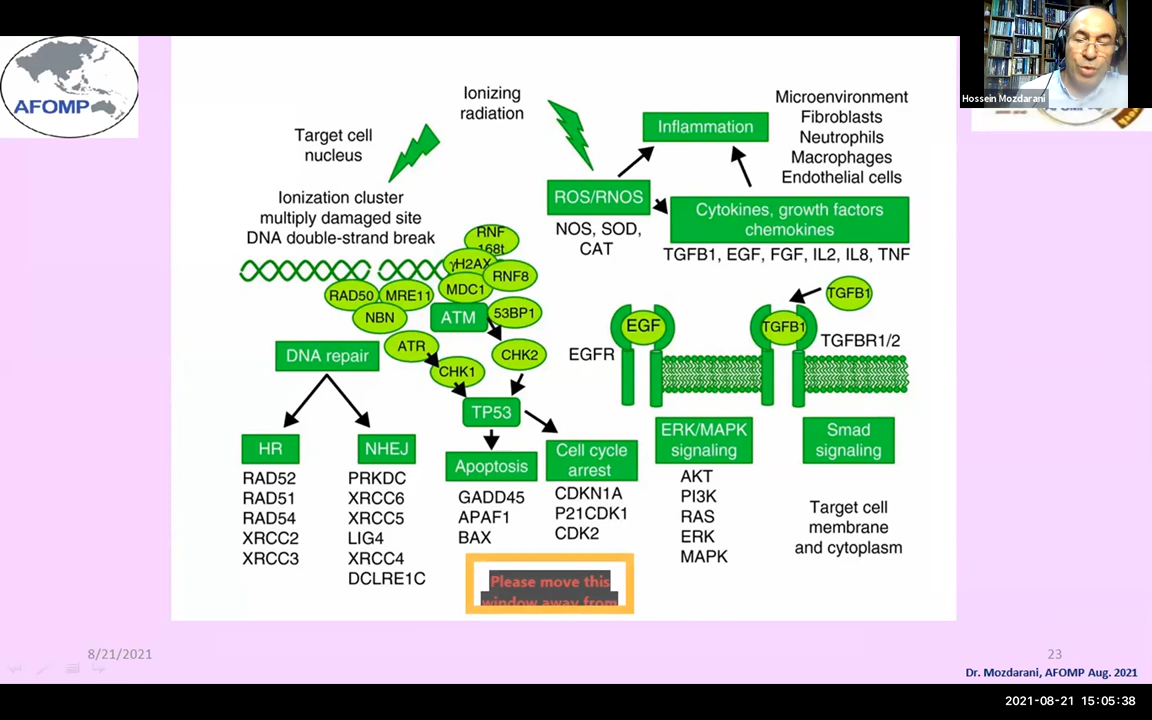 AFOMP
Hossein Mozdarani
Ionizing
radiation
Target cell
nucleus
Ionization cluster
multiply damaged site
DNA double-strand break
Inflammation
Microenvironment
Fibroblasts
Neutrophils
Macrophages
Endothelial cells
ROS/RNOS
NOS, SOD,
CAT
Cytokines, growth factors
chemokines
TGFB1, EGF, FGF, IL2, IL8, TNF
RNF
168t
γH2AX
RNF8
MDC1
RAD50
MRE11
NBN
ATM
53BP1
ATR
CHK2
CHK1
TP53
TGFB1
EGF
TGFB1
EGFR
TGFBR1/2
DNA repair
HR
RAD52
RAD51
RAD54
XRCC2
XRCC3
NHEJ
PRKDC
XRCC6
XRCC5
LIG4
XRCC4
DCLRE1C
Apoptosis
GADD45
APAF1
BAX
Cell cycle
arrest
CDKN1A
P21CDK1
CDK2
ERK/MAPK
signaling
AKT
PI3K
RAS
ERK
MAPK
Smad
signaling
Target cell
membrane
and cytoplasm
Please move this
window away from
8/21/2021
23
Dr. Mozdarani, AFOMP Aug. 2021
2021-08-21 15:05:38